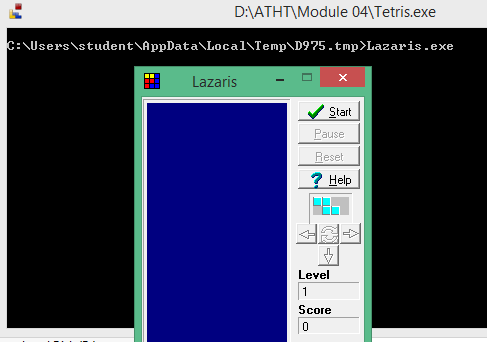 D:\ATHT\Module 04\Tetris.exe
C:\Users\student\AppData\Local\Temp\D975.tmp>Lazaris.exe
Lazaris
Start
Pause
Reset
? Help
Level
1
Score
0